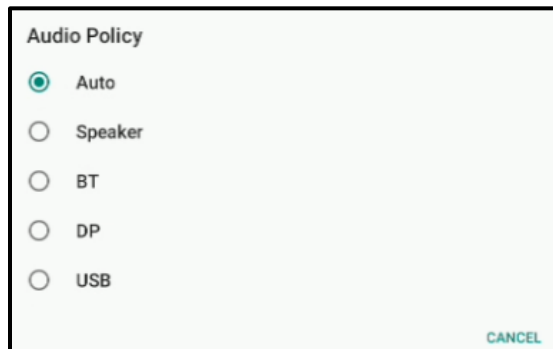 Audio Policy
Auto
Speaker
BT
DP
USB
CANCEL